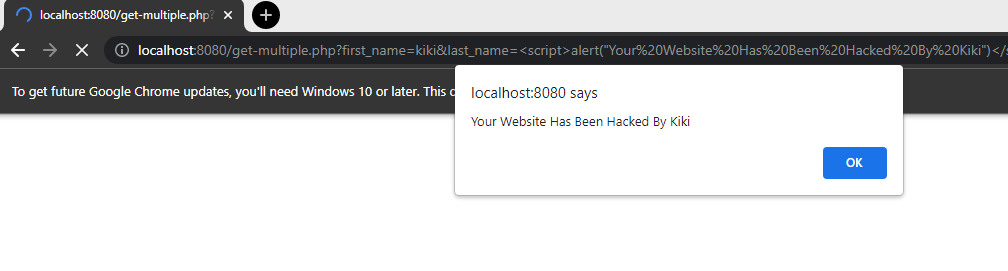 localhost:8080/get-multiple.php?
localhost:8080/get-multiple.php?first_name=kiki&last_name=<script>alert("Your%20Website%20Has%20Been%20Hacked%20By%20Kiki")</s
To get future Google Chrome updates, you'll need Windows 10 or later. This c
localhost:8080 says
Your Website Has Been Hacked By Kiki
OK